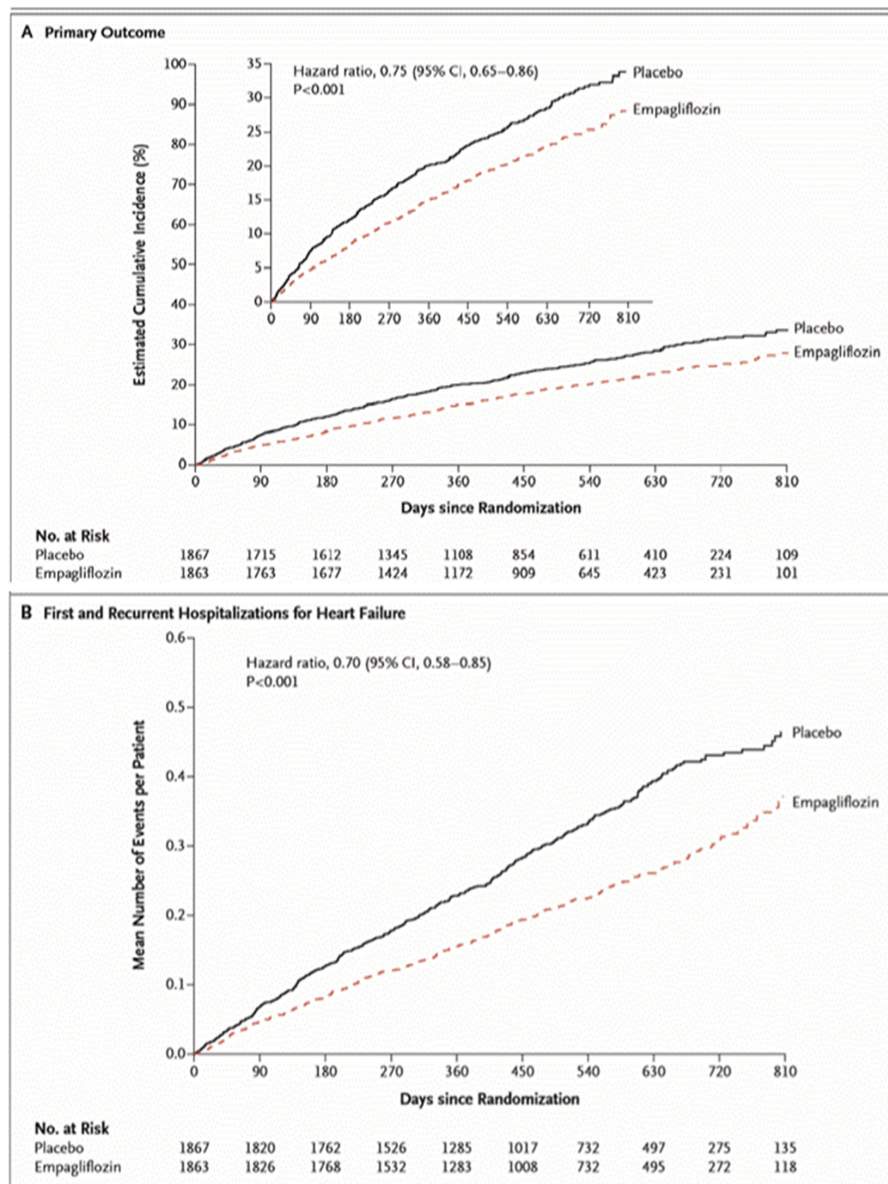 A Primary Outcome
Estimated Cumulative Incidence (%)
100
90
80
70
60
50
40
30
20
10
0
35
30
25
20
15
10
5
0
Hazard ratio, 0.75 (95% CI, 0.65–0.86)
P<0.001
Placebo
Empagliflozin
0 90 180 270 360 450 540 630 720 810
Placebo
Empagliflozin
0 90 180 270 360 450 540 630 720 810
Days since Randomization
No. at Risk
Placebo 1867 1715 1612 1345 1108 854 611 410 224 109
Empagliflozin 1863 1763 1677 1424 1172 909 645 423 231 101
B First and Recurrent Hospitalizations for Heart Failure
Mean Number of Events per Patient
0.6
0.5
0.4
0.3
0.2
0.1
0.0
Hazard ratio, 0.70 (95% CI, 0.58–0.85)
P<0.001
Placebo
Empagliflozin
0 90 180 270 360 450 540 630 720 810
Days since Randomization
No. at Risk
Placebo 1867 1820 1762 1526 1285 1017 732 497 275 135
Empagliflozin 1863 1826 1768 1532 1283 1008 732 495 272 118